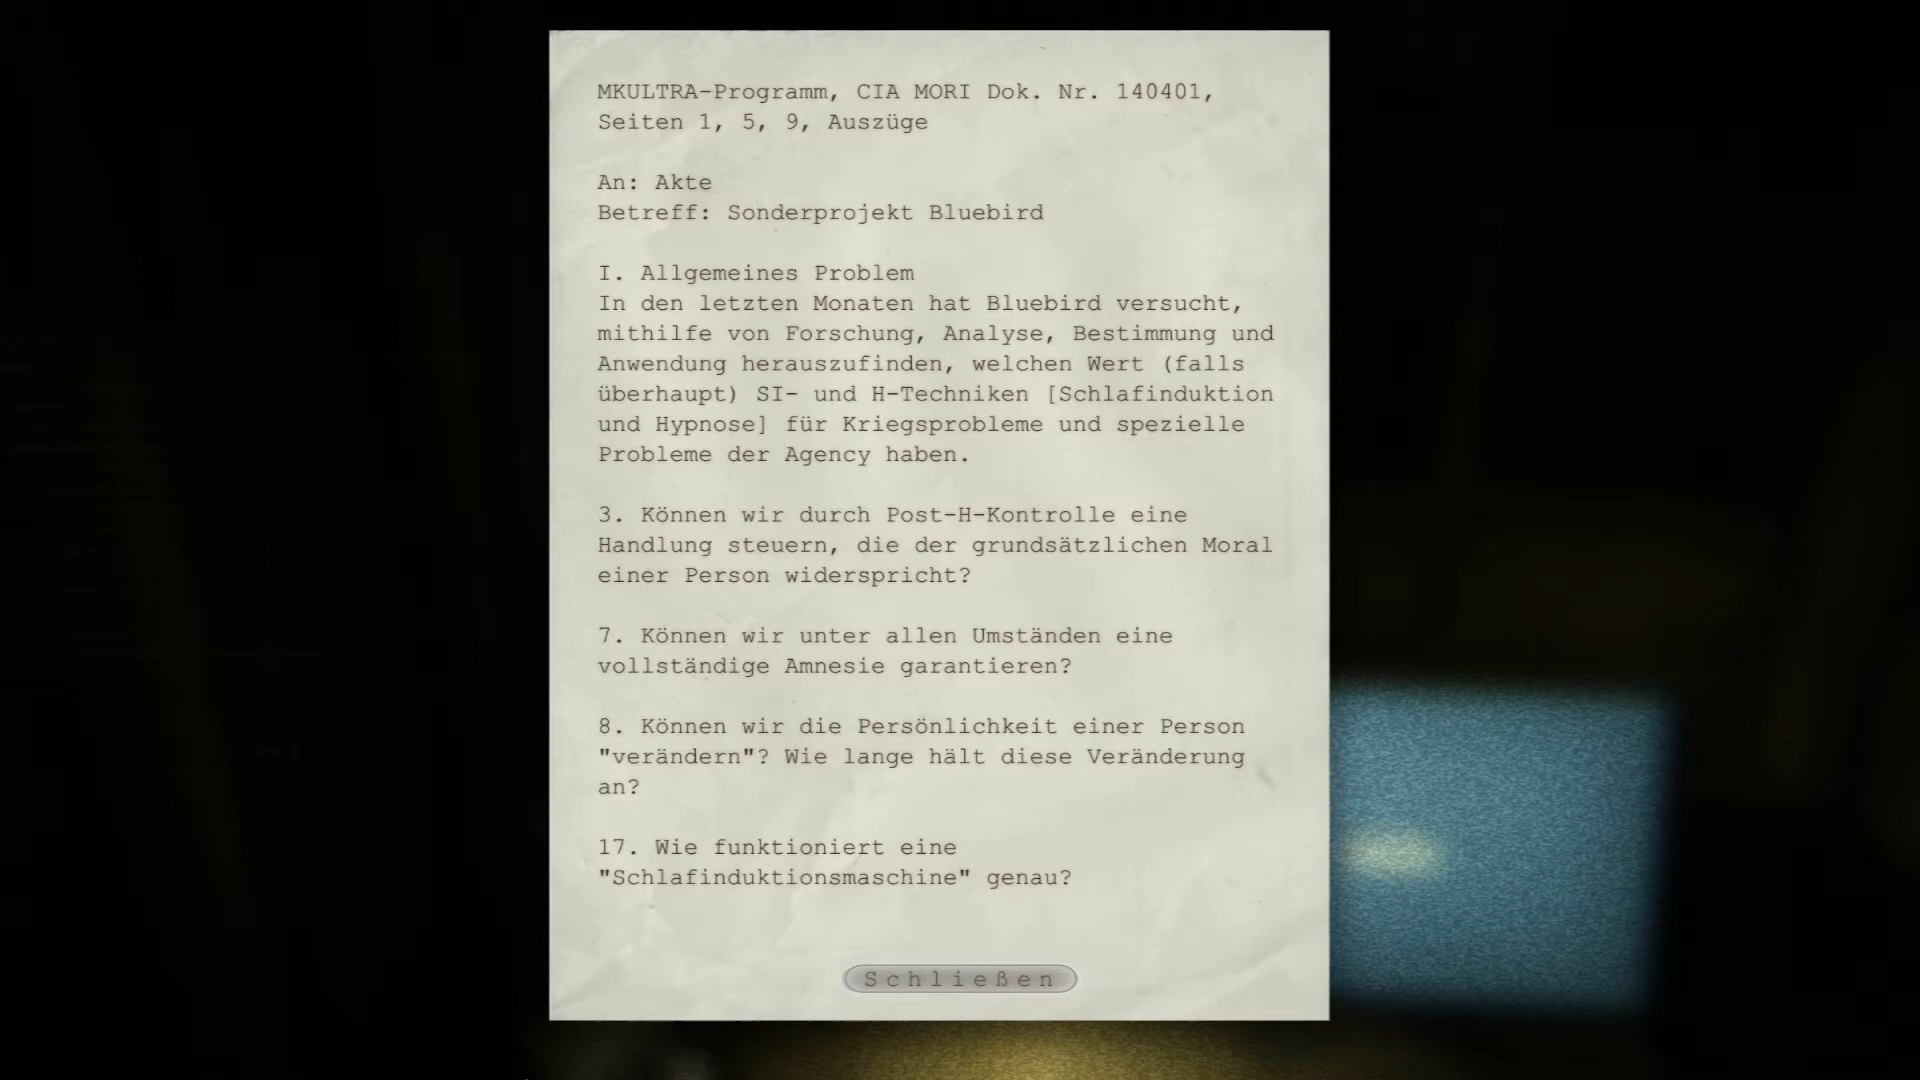 MKULTRA-Programm, CIA MORI Dok. Nr. 140401,
Seiten 1, 5, 9, Auszüge
An: Akte
Betreff: Sonderprojekt Bluebird
I. Allgemeines Problem
In den letzten Monaten hat Bluebird versucht,
mithilfe von Forschung, Analyse, Bestimmung und
Anwendung herauszufinden, welchen Wert (falls
überhaupt) SI- und H-Techniken [Schlafinduktion
und Hypnose] für Kriegsprobleme und spezielle
Probleme der Agency haben.
3. Können wir durch Post-H-Kontrolle eine
Handlung steuern, die der grundsätzlichen Moral
einer Person widerspricht?
7. Können wir unter allen Umständen eine
vollständige Amnesie garantieren?
8. Können wir die Persönlichkeit einer Person
"verändern"? Wie lange hält diese Veränderung
an?
17. Wie funktioniert eine
"Schlafinduktionsmaschine" genau?
Schließen